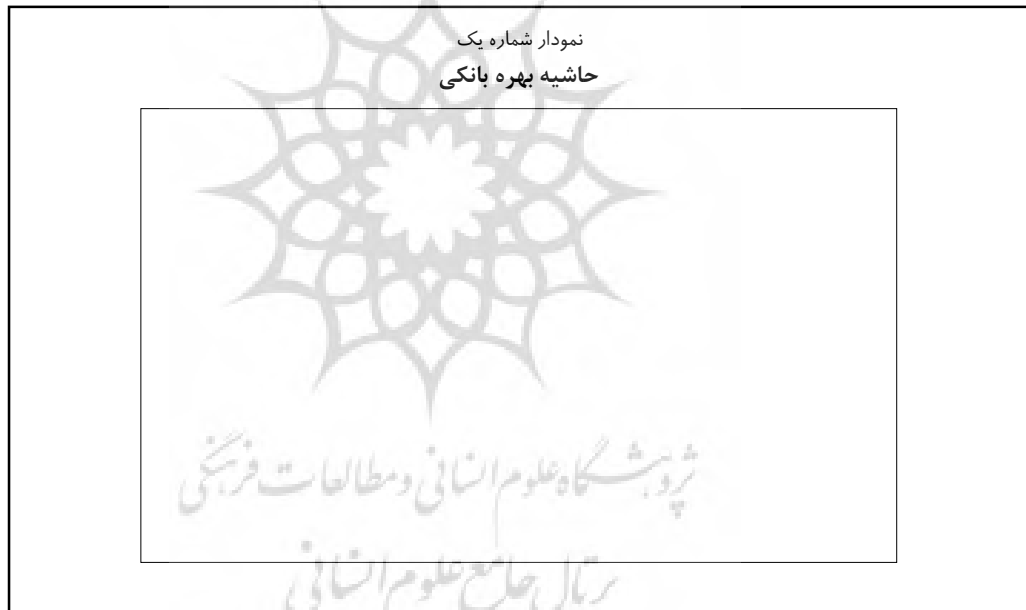 نمودار شماره یک
حاشیه بهره بانکی
پژوهشگاه علوم انسانی و مطالعات فرهنگی
پرتال جامع علوم انسانی